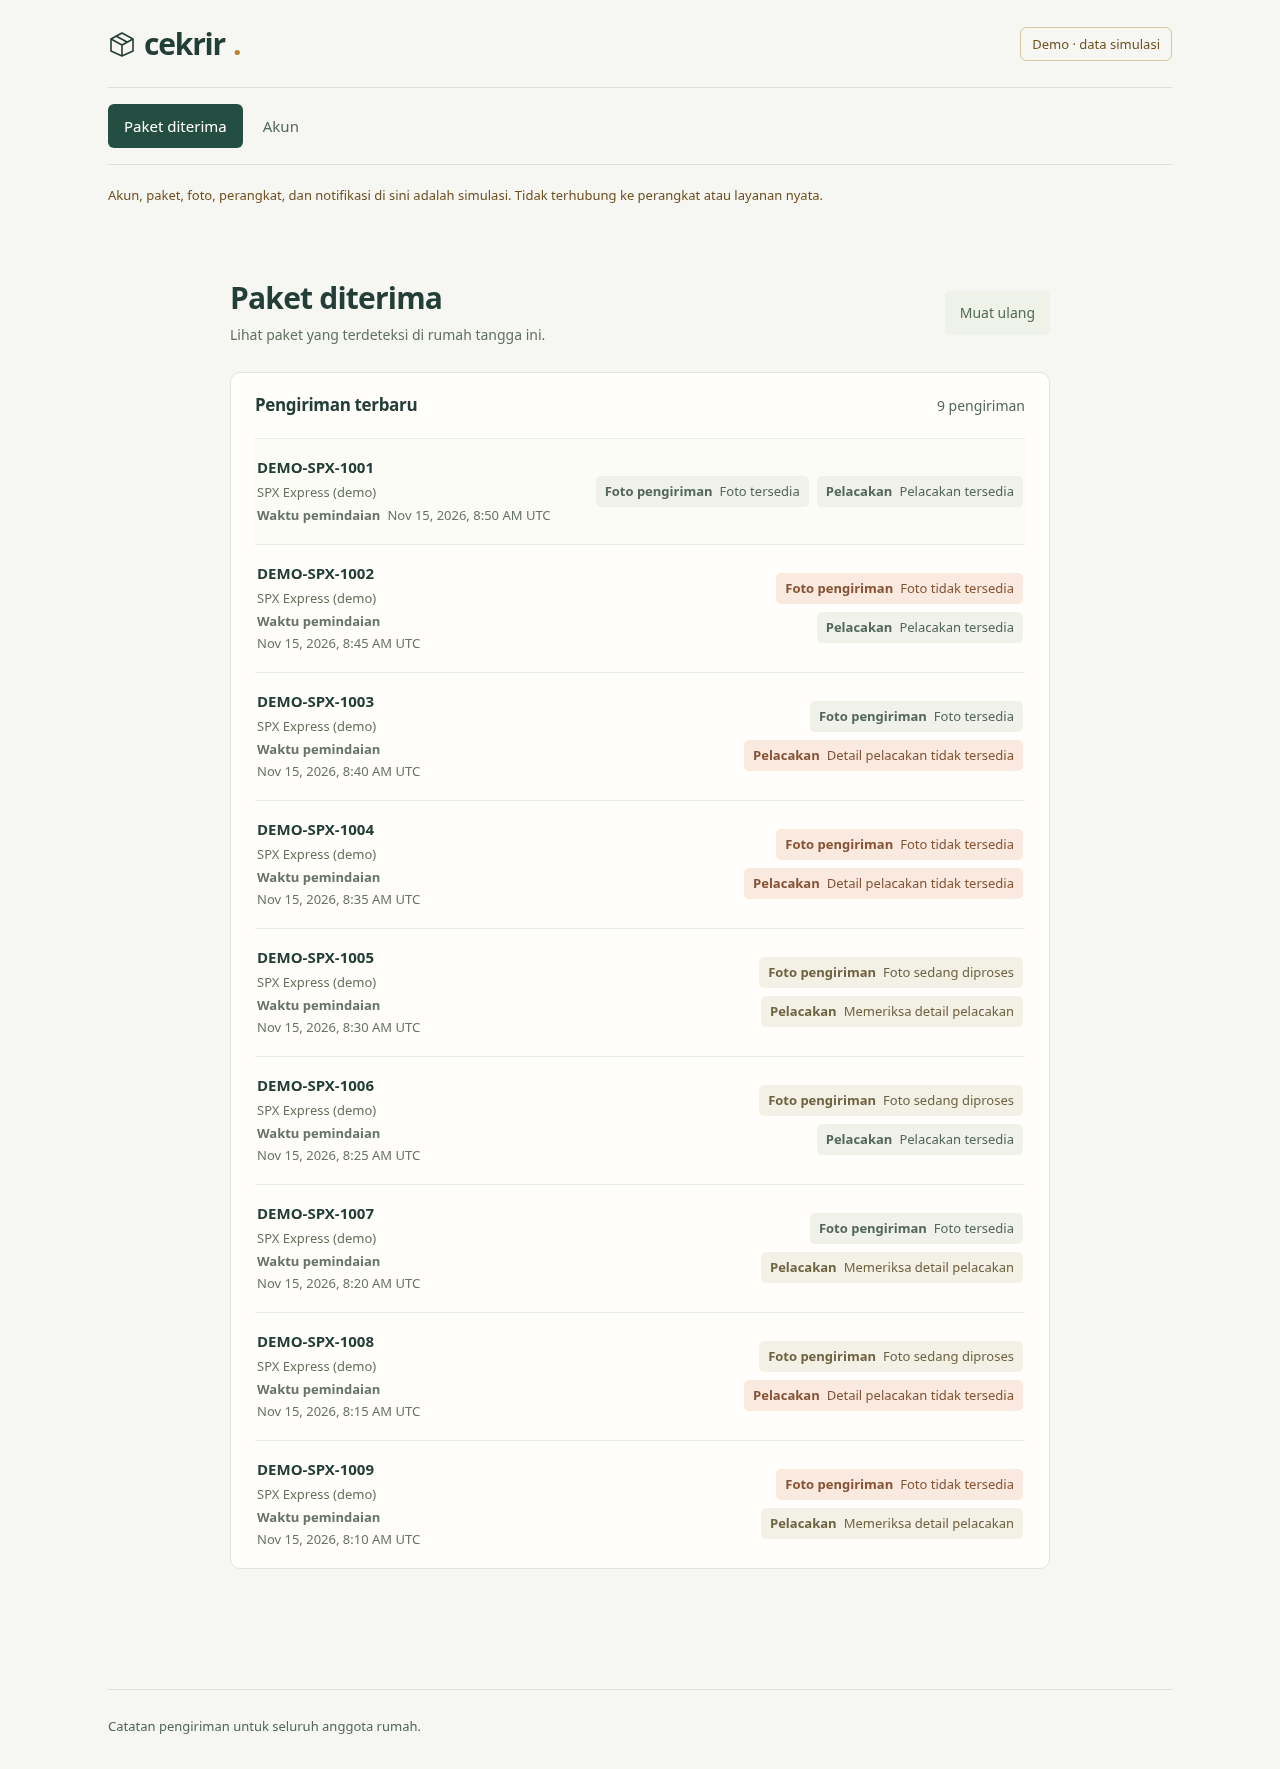 cekrir .
Demo · data simulasi
Paket diterima
Akun
Akun, paket, foto, perangkat, dan notifikasi di sini adalah simulasi. Tidak terhubung ke perangkat atau layanan nyata.
Paket diterima
Lihat paket yang terdeteksi di rumah tangga ini.
Muat ulang
Pengiriman terbaru
9 pengiriman
DEMO-SPX-1001
SPX Express (demo)
Waktu pemindaian Nov 15, 2026, 8:50 AM UTC
Foto pengiriman Foto tersedia
Pelacakan Pelacakan tersedia
DEMO-SPX-1002
SPX Express (demo)
Waktu pemindaian
Nov 15, 2026, 8:45 AM UTC
Foto pengiriman Foto tidak tersedia
Pelacakan Pelacakan tersedia
DEMO-SPX-1003
SPX Express (demo)
Waktu pemindaian
Nov 15, 2026, 8:40 AM UTC
Foto pengiriman Foto tersedia
Pelacakan Detail pelacakan tidak tersedia
DEMO-SPX-1004
SPX Express (demo)
Waktu pemindaian
Nov 15, 2026, 8:35 AM UTC
Foto pengiriman Foto tidak tersedia
Pelacakan Detail pelacakan tidak tersedia
DEMO-SPX-1005
SPX Express (demo)
Waktu pemindaian
Nov 15, 2026, 8:30 AM UTC
Foto pengiriman Foto sedang diproses
Pelacakan Memeriksa detail pelacakan
DEMO-SPX-1006
SPX Express (demo)
Waktu pemindaian
Nov 15, 2026, 8:25 AM UTC
Foto pengiriman Foto sedang diproses
Pelacakan Pelacakan tersedia
DEMO-SPX-1007
SPX Express (demo)
Waktu pemindaian
Nov 15, 2026, 8:20 AM UTC
Foto pengiriman Foto tersedia
Pelacakan Memeriksa detail pelacakan
DEMO-SPX-1008
SPX Express (demo)
Waktu pemindaian
Nov 15, 2026, 8:15 AM UTC
Foto pengiriman Foto sedang diproses
Pelacakan Detail pelacakan tidak tersedia
DEMO-SPX-1009
SPX Express (demo)
Waktu pemindaian
Nov 15, 2026, 8:10 AM UTC
Foto pengiriman Foto tidak tersedia
Pelacakan Memeriksa detail pelacakan
Catatan pengiriman untuk seluruh anggota rumah.